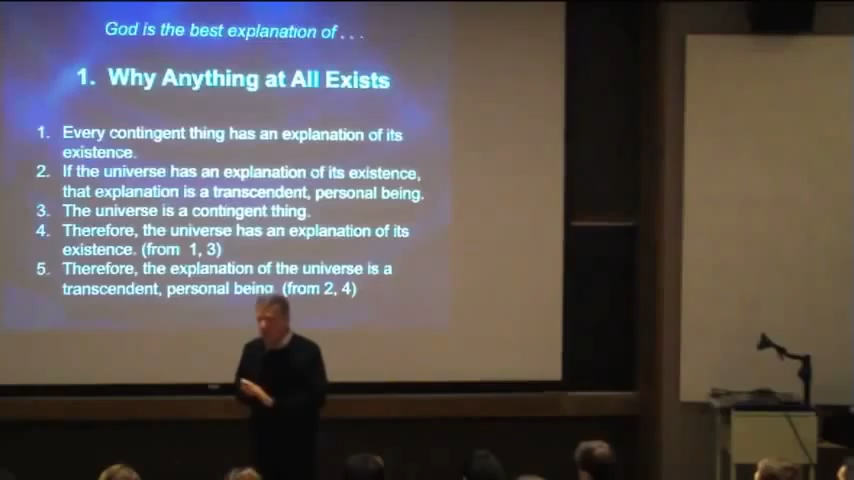 God is the best explanation of . . .
1. Why Anything at All Exists
1. Every contingent thing has an explanation of its
existence.
2. If the universe has an explanation of its existence,
that explanation is a transcendent, personal being.
3. The universe is a contingent thing.
4. Therefore, the universe has an explanation of its
existence. (from 1, 3)
5. Therefore, the explanation of the universe is a
transcendent, personal being. (from 2, 4)